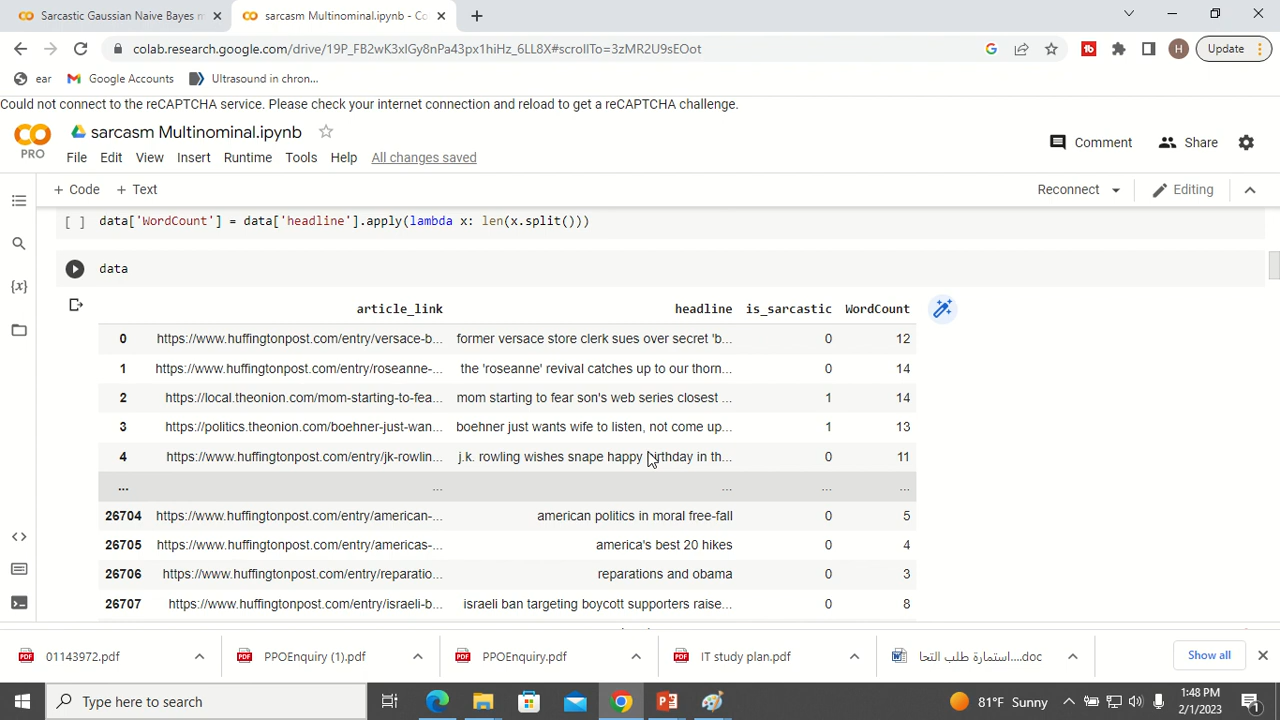 Sarcastic Gaussian Naive Bayes m
sarcasm Multinominal.ipynb - Co
colab.research.google.com/drive/19P_FB2wK3xlGy8nPa43px1hiHz_6LL8X#scrollTo=3zMR2U9sEOot
H
Update
ear
Google Accounts
Ultrasound in chron...
Could not connect to the reCAPTCHA service. Please check your internet connection and reload to get a reCAPTCHA challenge.
PRO
sarcasm Multinominal.ipynb
File Edit View Insert Runtime Tools Help All changes saved
Comment
Share
+ Code + Text
Reconnect
Editing
[ ] data['WordCount'] = data['headline'].apply(lambda x: len(x.split()))
data
article_link headline is_sarcastic WordCount
0 https://www.huffingtonpost.com/entry/versace-b... former versace store clerk sues over secret 'b... 0 12
1 https://www.huffingtonpost.com/entry/roseanne-... the 'roseanne' revival catches up to our thorn... 0 14
2 https://local.theonion.com/mom-starting-to-fea... mom starting to fear son's web series closest ... 1 14
3 https://politics.theonion.com/boehner-just-wan... boehner just wants wife to listen, not come up... 1 13
4 https://www.huffingtonpost.com/entry/jk-rowlin... j.k. rowling wishes snape happy birthday in th... 0 11
... ... ... ... ...
26704 https://www.huffingtonpost.com/entry/american-... american politics in moral free-fall 0 5
26705 https://www.huffingtonpost.com/entry/americas-... america's best 20 hikes 0 4
26706 https://www.huffingtonpost.com/entry/reparatio... reparations and obama 0 3
26707 https://www.huffingtonpost.com/entry/israeli-b... israeli ban targeting boycott supporters raise... 0 8
{x}
01143972.pdf
PPOEnquiry (1).pdf
PPOEnquiry.pdf
IT study plan.pdf
استمارة طلب التحا....doc
Show all
Type here to search
81°F Sunny
1:48 PM
2/1/2023